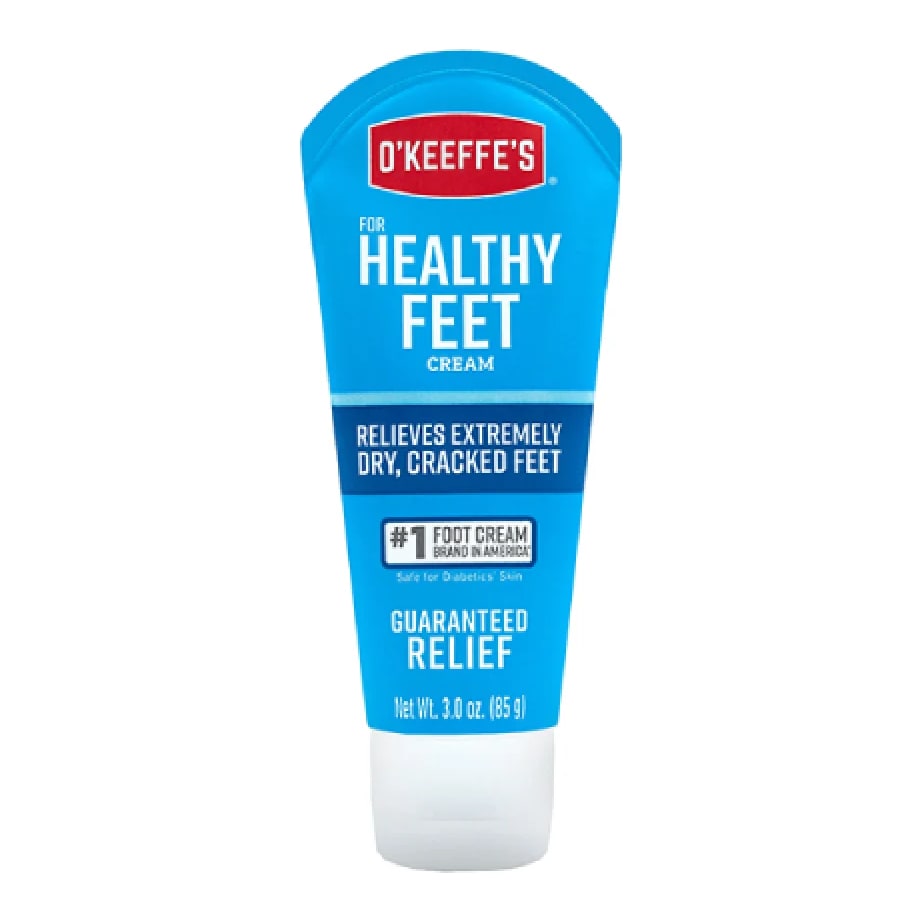 O'KEEFFE'S®
FOR
HEALTHY
FEET
CREAM
RELIEVES EXTREMELY
DRY, CRACKED FEET
#1 FOOT CREAM
BRAND IN AMERICA*
Safe for Diabetics' Skin
GUARANTEED
RELIEF
Net Wt. 3.0 oz. (85 g)